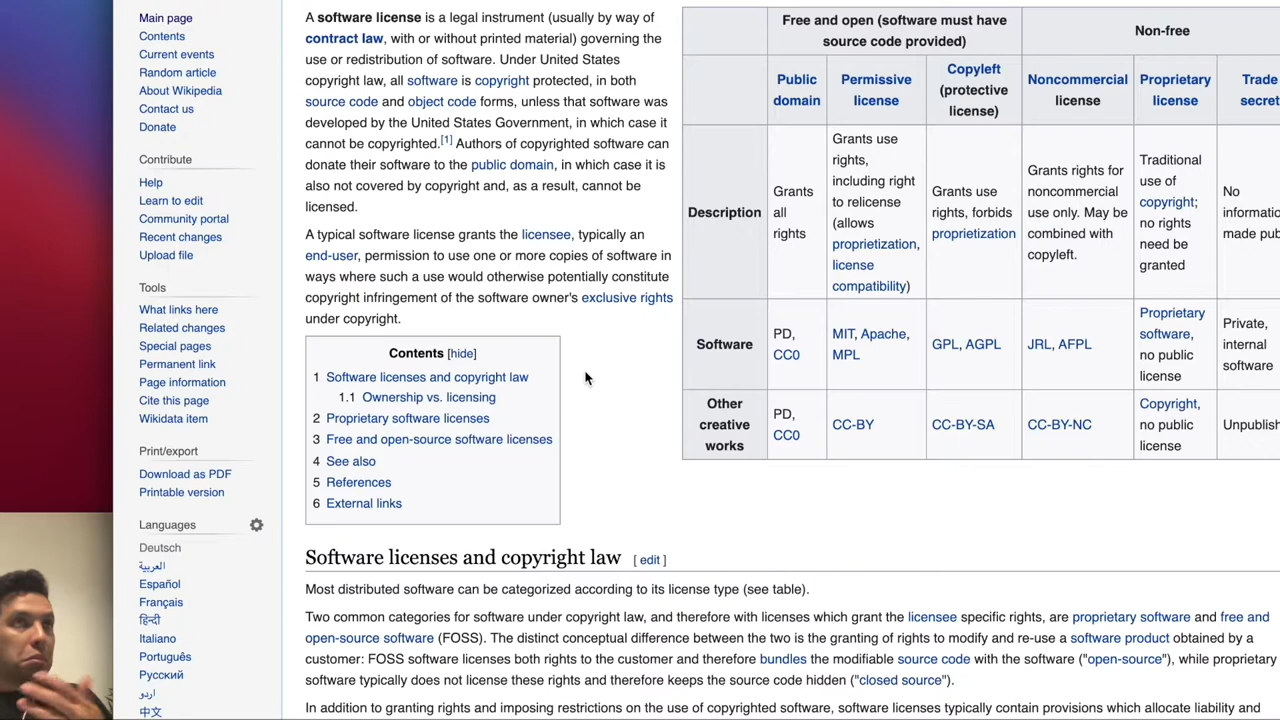 Main page
Contents
Current events
Random article
About Wikipedia
Contact us
Donate
Contribute
Help
Learn to edit
Community portal
Recent changes
Upload file
Tools
What links here
Related changes
Special pages
Permanent link
Page information
Cite this page
Wikidata item
Print/export
Download as PDF
Printable version
Languages
Deutsch
العربية
Español
Français
हिन्दी
Italiano
Português
Русский
اردو
中文
A software license is a legal instrument (usually by way of
contract law, with or without printed material) governing the
use or redistribution of software. Under United States
copyright law, all software is copyright protected, in both
source code and object code forms, unless that software was
developed by the United States Government, in which case it
cannot be copyrighted.[1] Authors of copyrighted software can
donate their software to the public domain, in which case it is
also not covered by copyright and, as a result, cannot be
licensed.
A typical software license grants the licensee, typically an
end-user, permission to use one or more copies of software in
ways where such a use would otherwise potentially constitute
copyright infringement of the software owner's exclusive rights
under copyright.
Contents [hide]
1 Software licenses and copyright law
1.1 Ownership vs. licensing
2 Proprietary software licenses
3 Free and open-source software licenses
4 See also
5 References
6 External links
Free and open (software must have
source code provided)
Non-free
Public
domain
Permissive
license
Copyleft
(protective
license)
Noncommercial
license
Proprietary
license
Trade
secret
Description
Grants
all
rights
Grants use
rights,
including right
to relicense
(allows
proprietization,
license
compatibility)
Grants use
rights, forbids
proprietization
Grants rights for
noncommercial
use only. May be
combined with
copyleft.
Traditional
use of
copyright;
no rights
need be
granted
No
informatio
made pub
Software
PD,
CC0
MIT, Apache,
MPL
GPL, AGPL
JRL, AFPL
Proprietary
software,
no public
license
Private,
internal
software
Other
creative
works
PD,
CC0
CC-BY
CC-BY-SA
CC-BY-NC
Copyright,
no public
license
Unpublish
Software licenses and copyright law [ edit ]
Most distributed software can be categorized according to its license type (see table).
Two common categories for software under copyright law, and therefore with licenses which grant the licensee specific rights, are proprietary software and free and
open-source software (FOSS). The distinct conceptual difference between the two is the granting of rights to modify and re-use a software product obtained by a
customer: FOSS software licenses both rights to the customer and therefore bundles the modifiable source code with the software ("open-source"), while proprietary
software typically does not license these rights and therefore keeps the source code hidden ("closed source").
In addition to granting rights and imposing restrictions on the use of copyrighted software, software licenses typically contain provisions which allocate liability and